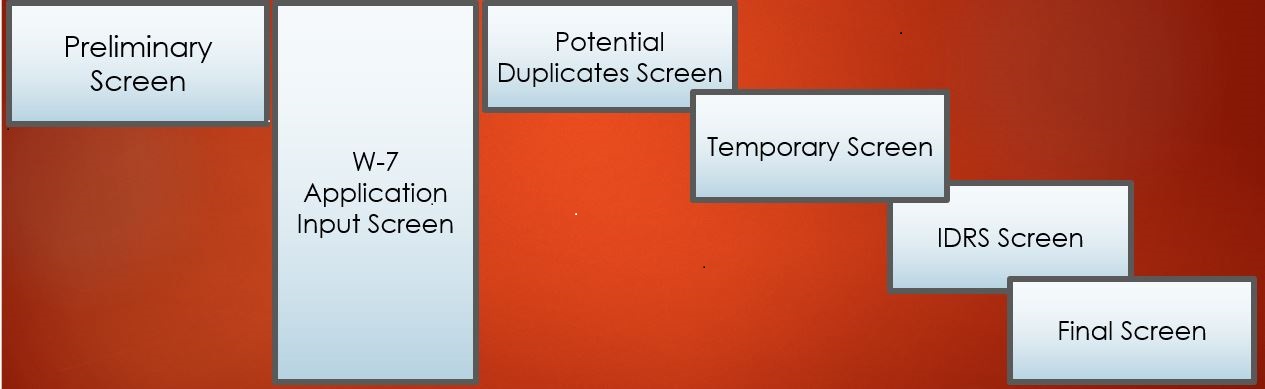 Preliminary
Screen
W-7
Application
Input Screen
Potential
Duplicates Screen
Temporary Screen
IDRS Screen
Final Screen